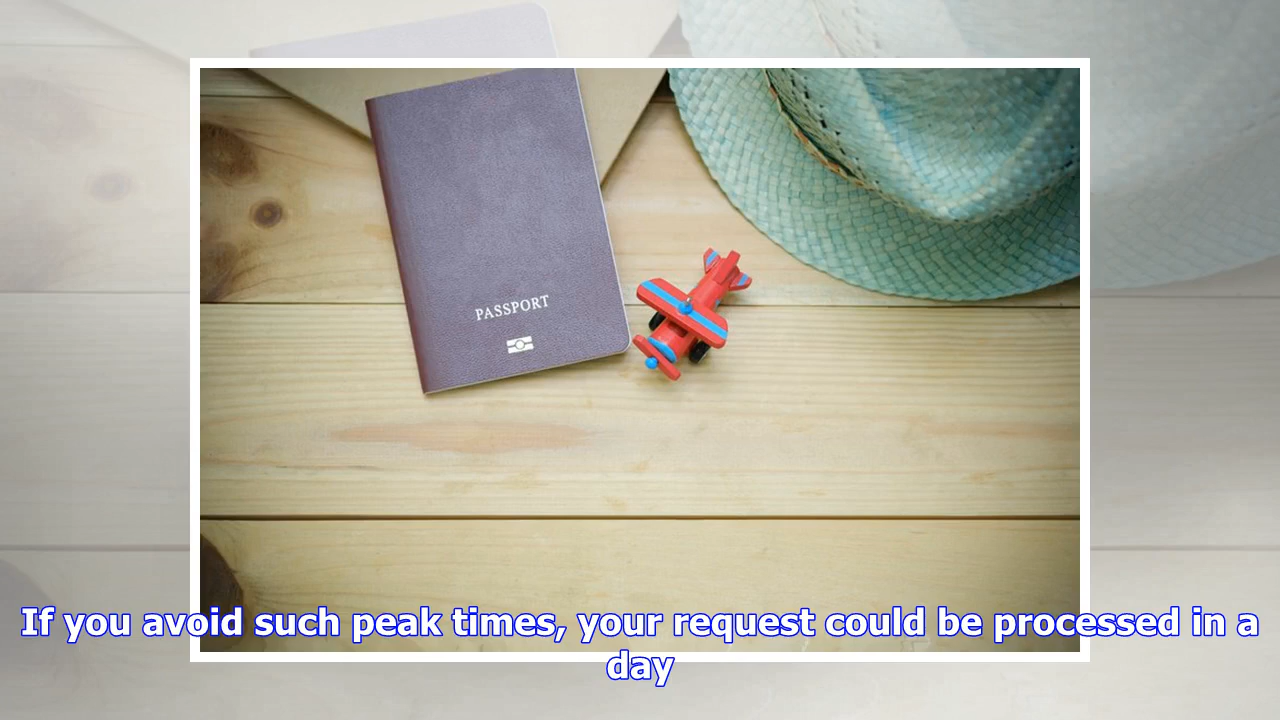 PASSPORT
If you avoid such peak times, your request could be processed in a
day